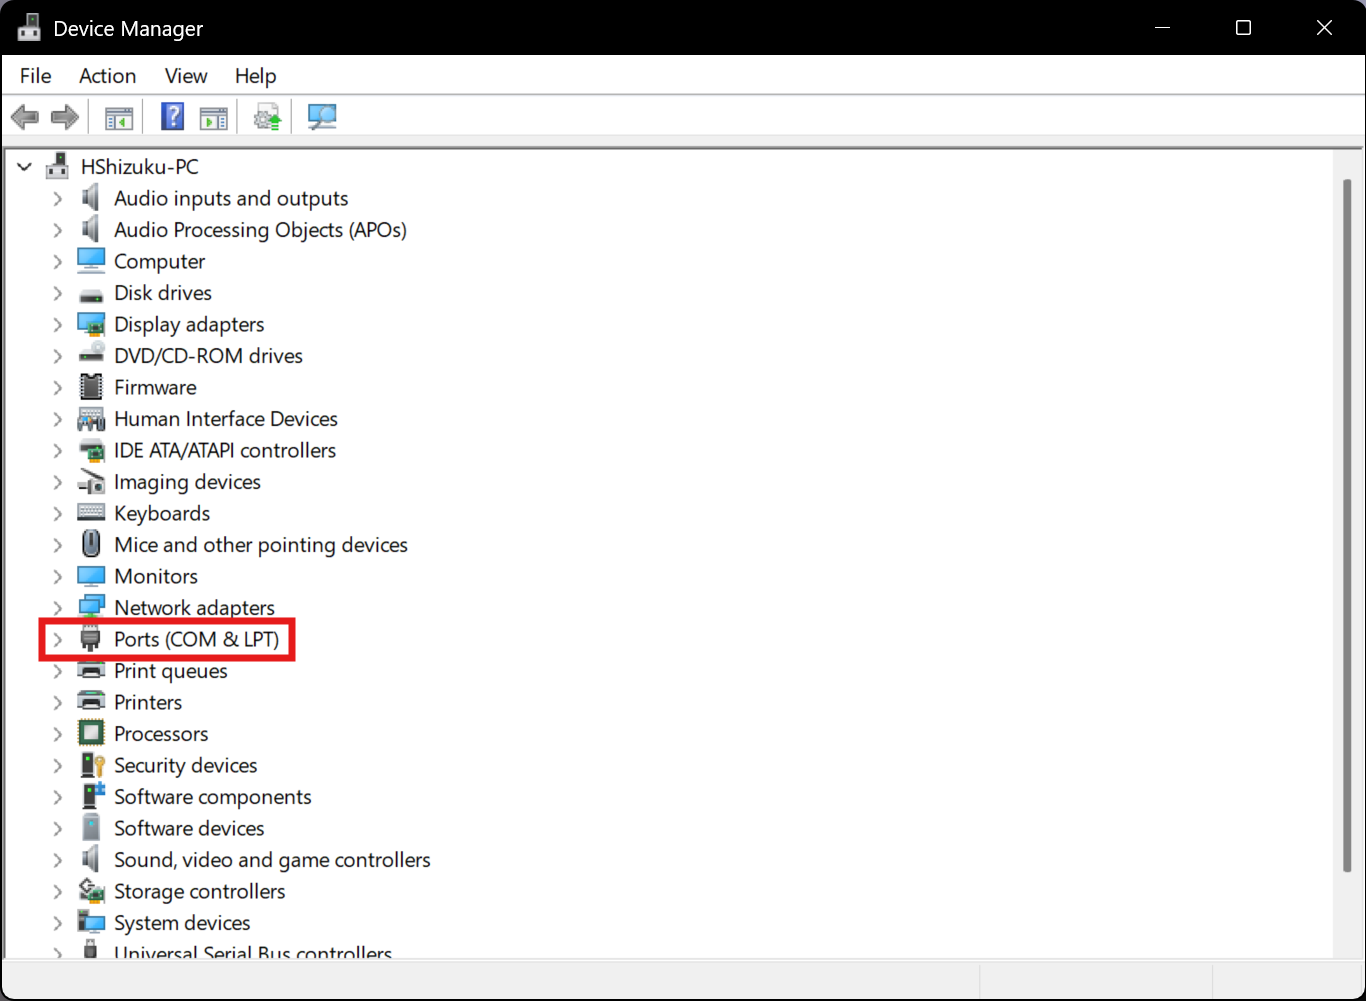 Device Manager
File Action View Help
HShizuku-PC
Audio inputs and outputs
Audio Processing Objects (APOs)
Computer
Disk drives
Display adapters
DVD/CD-ROM drives
Firmware
Human Interface Devices
IDE ATA/ATAPI controllers
Imaging devices
Keyboards
Mice and other pointing devices
Monitors
Network adapters
Ports (COM & LPT)
Print queues
Printers
Processors
Security devices
Software components
Software devices
Sound, video and game controllers
Storage controllers
System devices
Universal Serial Bus controllers